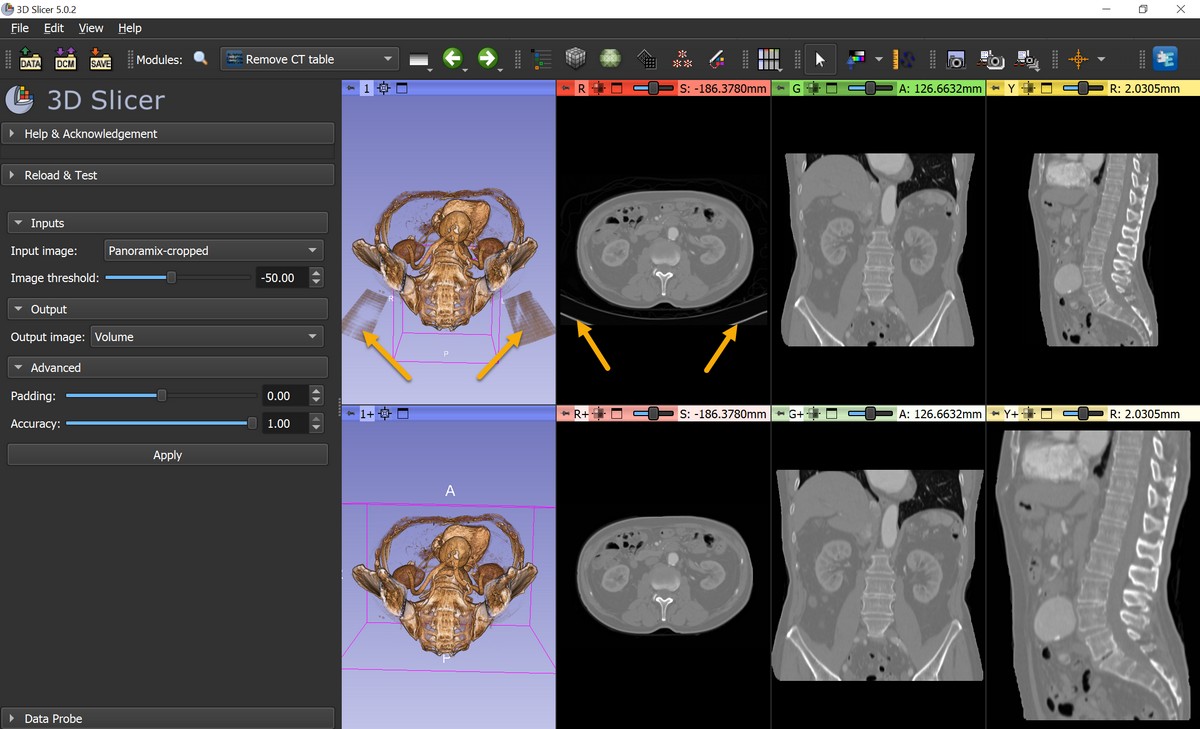 3D Slicer 5.0.2
File Edit View Help
DATA DCM SAVE Modules: Remove CT table
3D Slicer
Help & Acknowledgement
Reload & Test
Inputs
Input image: Panoramix-cropped
Image threshold: -50.00
Output
Output image: Volume
Advanced
Padding: 0.00
Accuracy: 1.00
Apply
Data Probe
1
R S: -186.3780mm
G A: 126.6632mm
Y R: 2.0305mm
R
P
1+
R+ S: -186.3780mm
G+ A: 126.6632mm
Y+ R: 2.0305mm
A